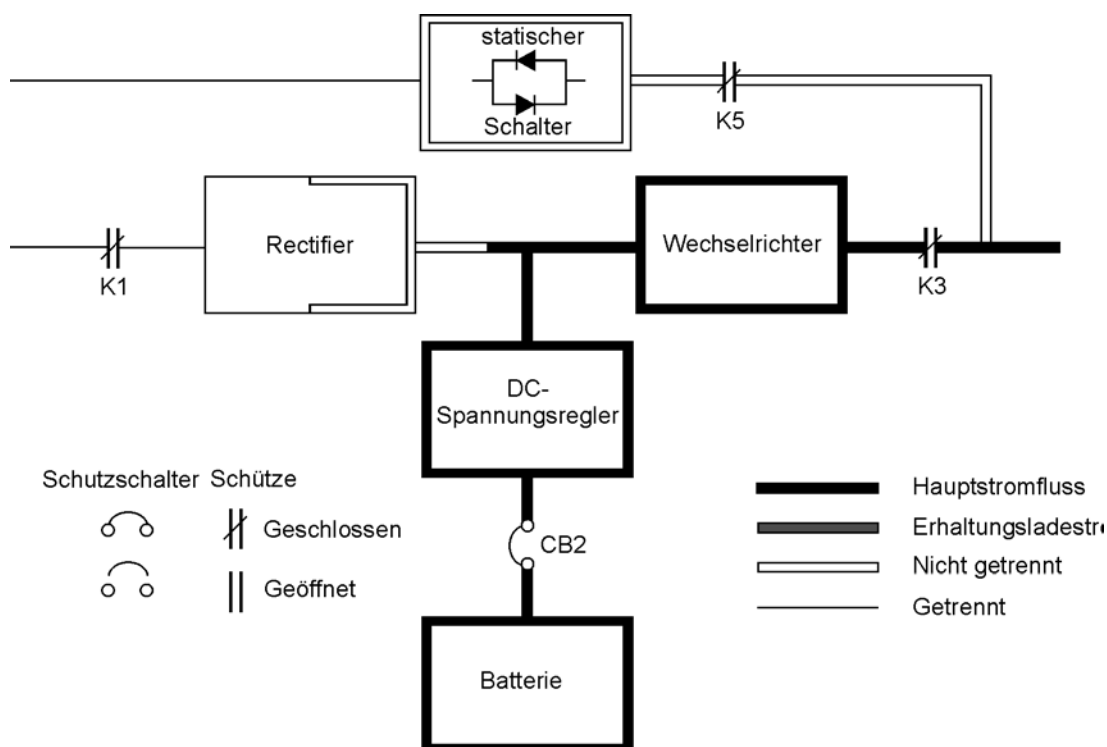 statischer
Schalter
K5
Rectifier
Wechselrichter
K1
K3
DC-
Spannungsregler
Schutzschalter Schütze
Geschlossen
Geöffnet
CB2
Batterie
Hauptstromfluss
Erhaltungsladestr
Nicht getrennt
Getrennt